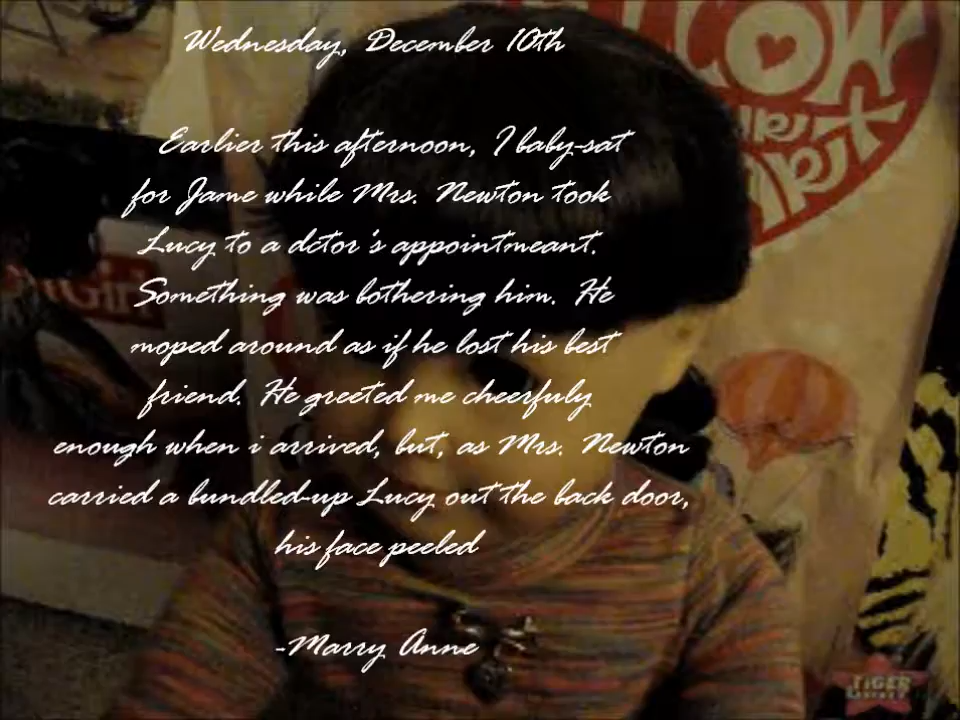 Wednesday, December 10th
Earlier this afternoon, I baby-sat
for Jame while Mrs. Newton took
Lucy to a dctor's appointmeant.
Something was bothering him. He
moped around as if he lost his best
friend. He greeted me cheerfuly
enough when i arrived, but, as Mrs. Newton
carried a bundled-up Lucy out the back door,
his face peeled
-Marry Anne
TIGER